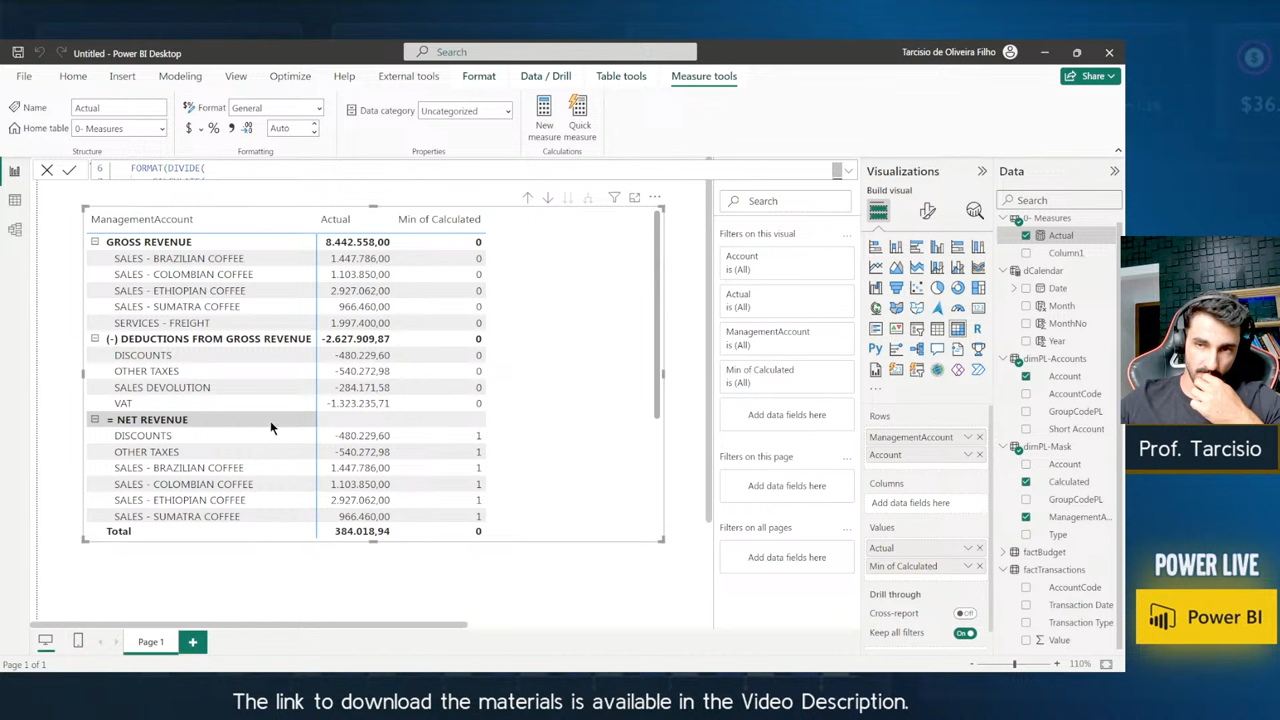 Untitled - Power BI Desktop
Search
Tarcisio de Oliveira Filho
File Home Insert Modeling View Optimize Help External tools Format Data / Drill Table tools Measure tools
Share
Name Actual
Format General
Data category Uncategorized
New measure
Quick measure
Home table 0- Measures
$ % Auto
Structure
Formatting
Properties
Calculations
6 FORMAT(DIVIDE(
Visualizations
Data
Build visual
Search
Search
ManagementAccount Actual Min of Calculated
GROSS REVENUE 8.442.558,00 0
SALES - BRAZILIAN COFFEE 1.447.786,00 0
SALES - COLOMBIAN COFFEE 1.103.850,00 0
SALES - ETHIOPIAN COFFEE 2.927.062,00 0
SALES - SUMATRA COFFEE 966.460,00 0
SERVICES - FREIGHT 1.997.400,00 0
(-) DEDUCTIONS FROM GROSS REVENUE -2.627.909,87 0
DISCOUNTS -480.229,60 0
OTHER TAXES -540.272,98 0
SALES DEVOLUTION -284.171,58 0
VAT -1.323.235,71 0
= NET REVENUE
DISCOUNTS -480.229,60 1
OTHER TAXES -540.272,98 1
SALES - BRAZILIAN COFFEE 1.447.786,00 1
SALES - COLOMBIAN COFFEE 1.103.850,00 1
SALES - ETHIOPIAN COFFEE 2.927.062,00 1
SALES - SUMATRA COFFEE 966.460,00 1
Total 384.018,94 0
Filters on this visual
Account
is (All)
Actual
is (All)
ManagementAccount
is (All)
Min of Calculated
is (All)
Add data fields here
Filters on this page
Add data fields here
Filters on all pages
Add data fields here
Rows
ManagementAccount
Account
Columns
Add data fields here
Values
Actual
Min of Calculated
Drill through
Cross-report Off
Keep all filters On
0- Measures
Actual
Column1
dCalendar
Date
Month
MonthNo
Year
dimPL-Accounts
Account
AccountCode
GroupCodePL
Short Account
dimPL-Mask
Account
Calculated
GroupCodePL
ManagementA...
Type
factBudget
factTransactions
AccountCode
Transaction Date
Transaction Type
Value
Page 1
Page 1 of 1
110%
Prof. Tarcisio
POWER LIVE
Power BI
The link to download the materials is available in the Video Description.